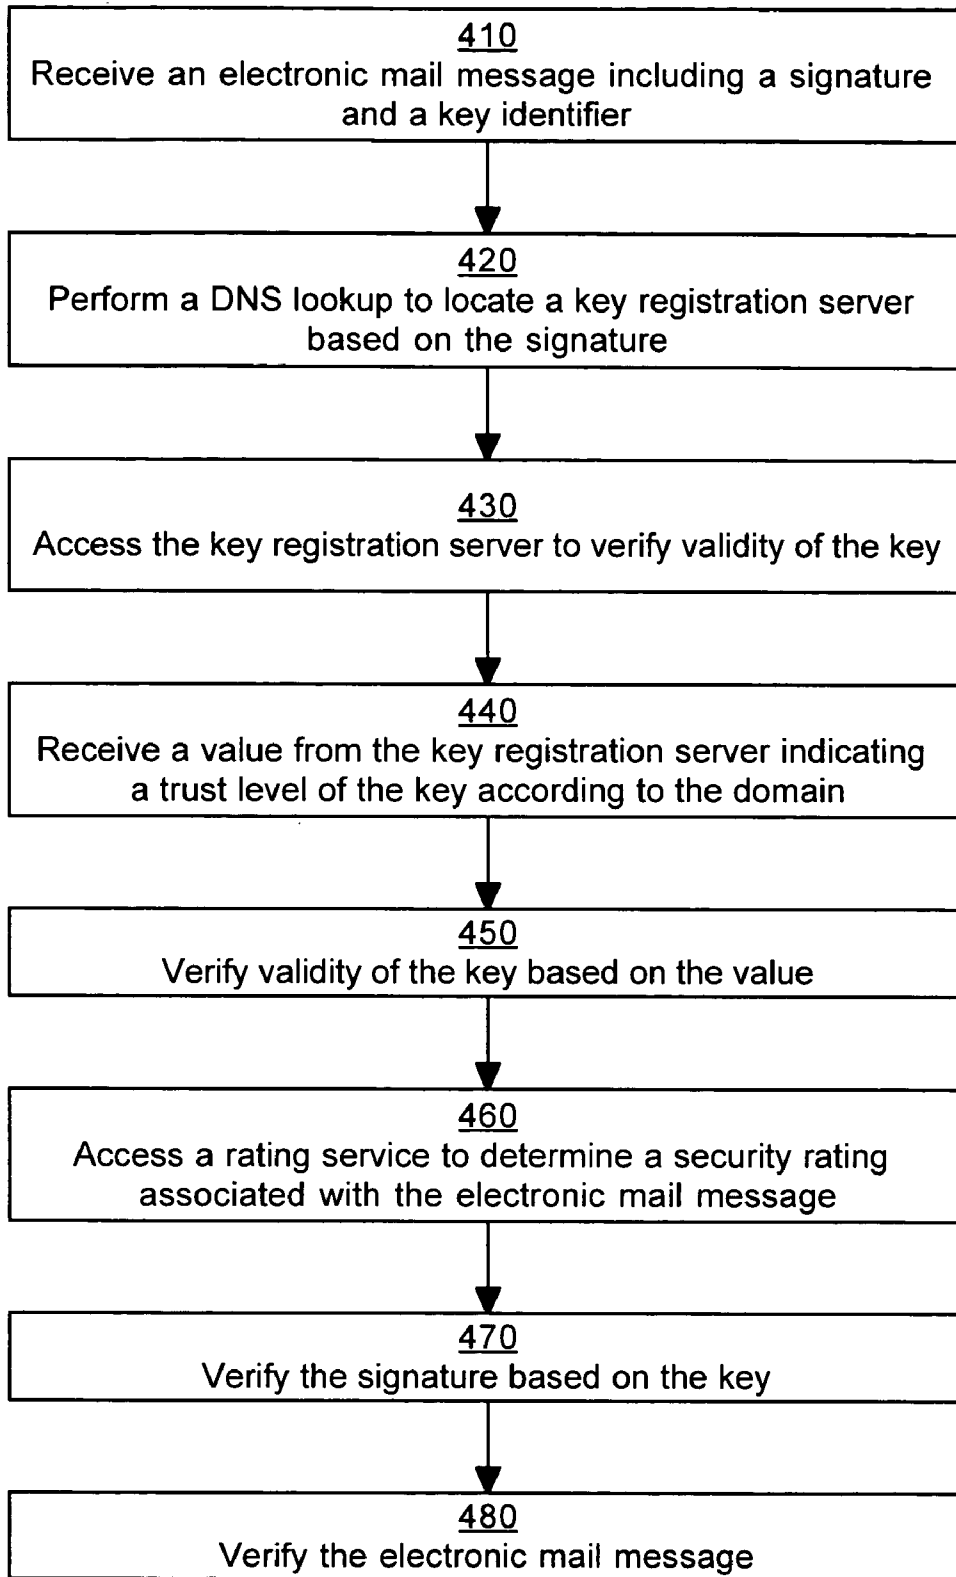 410
Receive an electronic mail message including a signature
and a key identifier
420
Perform a DNS lookup to locate a key registration server
based on the signature
430
Access the key registration server to verify validity of the key
440
Receive a value from the key registration server indicating
a trust level of the key according to the domain
450
Verify validity of the key based on the value
460
Access a rating service to determine a security rating
associated with the electronic mail message
470
Verify the signature based on the key
480
Verify the electronic mail message